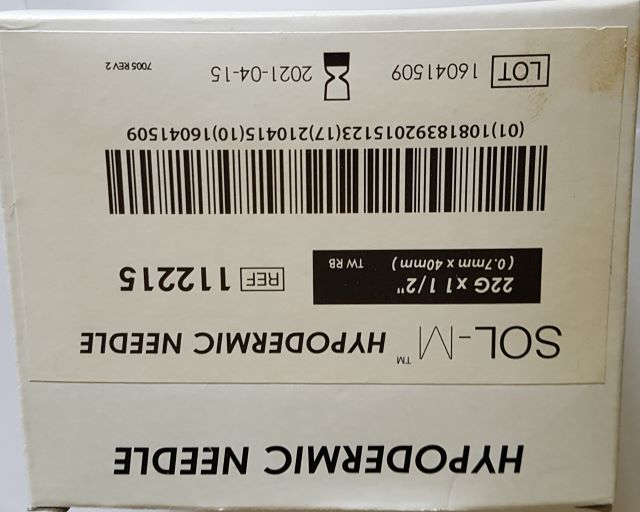 HYPODERMIC NEEDLE
SOL-M™ HYPODERMIC NEEDLE
22G x 1 1/2"
(0.7mm x 40mm) TW RB
REF 112215
(01)10818392015123(17)210415(10)16041509
LOT 16041509 2021-04-15 7005 REV 2